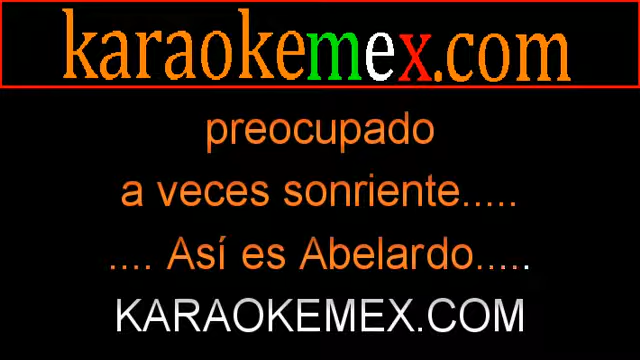 karaokemex.com
preocupado
a veces sonriente.....
.... Así es Abelardo.....
KARAOKEMEX.COM